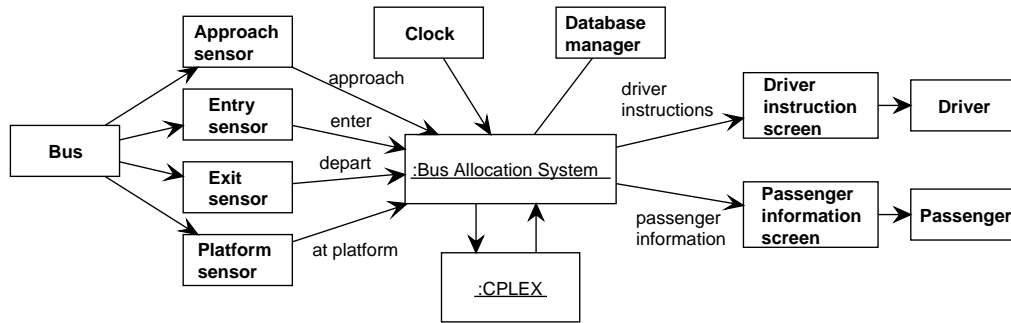 Approach
sensor
Clock
Database
manager
approach
Entry
sensor
enter
driver
instructions
Driver
instruction
screen
Driver
Bus
:Bus Allocation System
depart
Exit
sensor
Passenger
information
screen
Passenger
passenger
information
Platform
sensor
at platform
:CPLEX